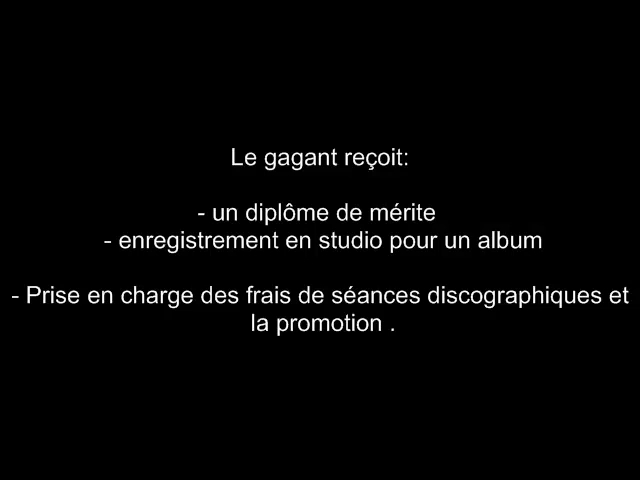 Le gagant reçoit:
- un diplôme de mérite
- enregistrement en studio pour un album
- Prise en charge des frais de séances discographiques et
la promotion .